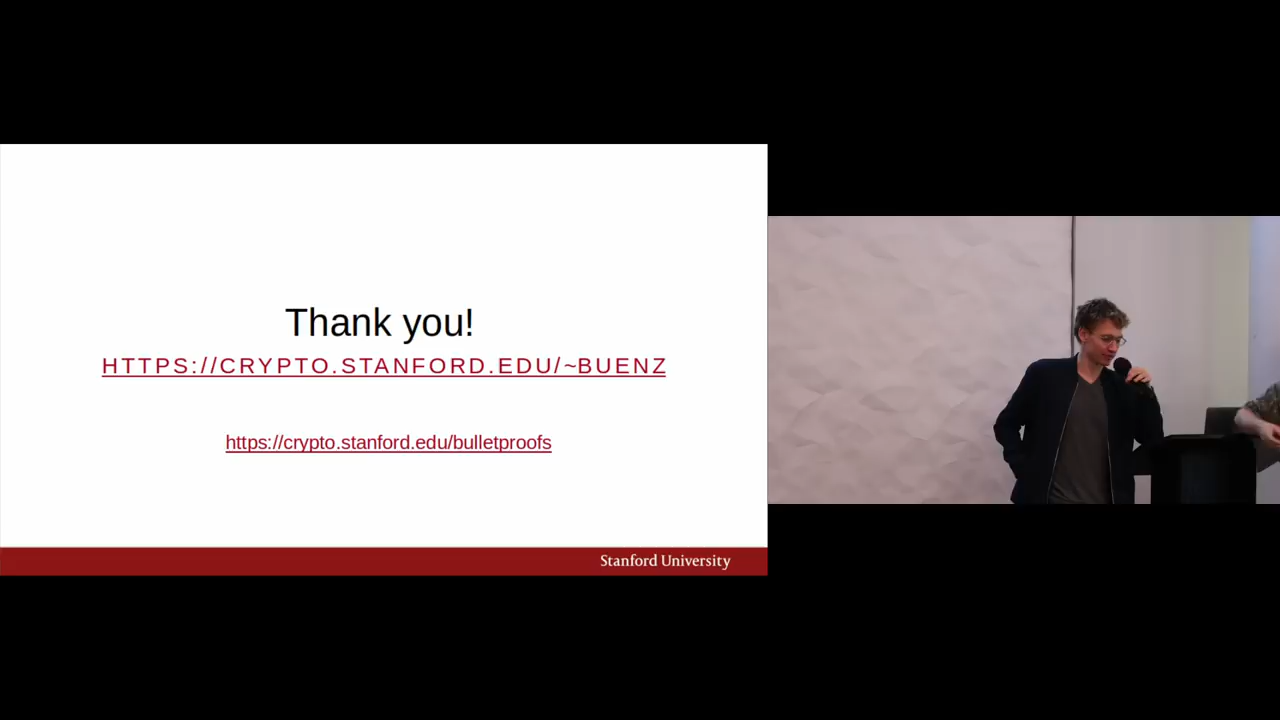 Thank you!
HTTPS://CRYPTO.STANFORD.EDU/~BUENZ
https://crypto.stanford.edu/bulletproofs
Stanford University